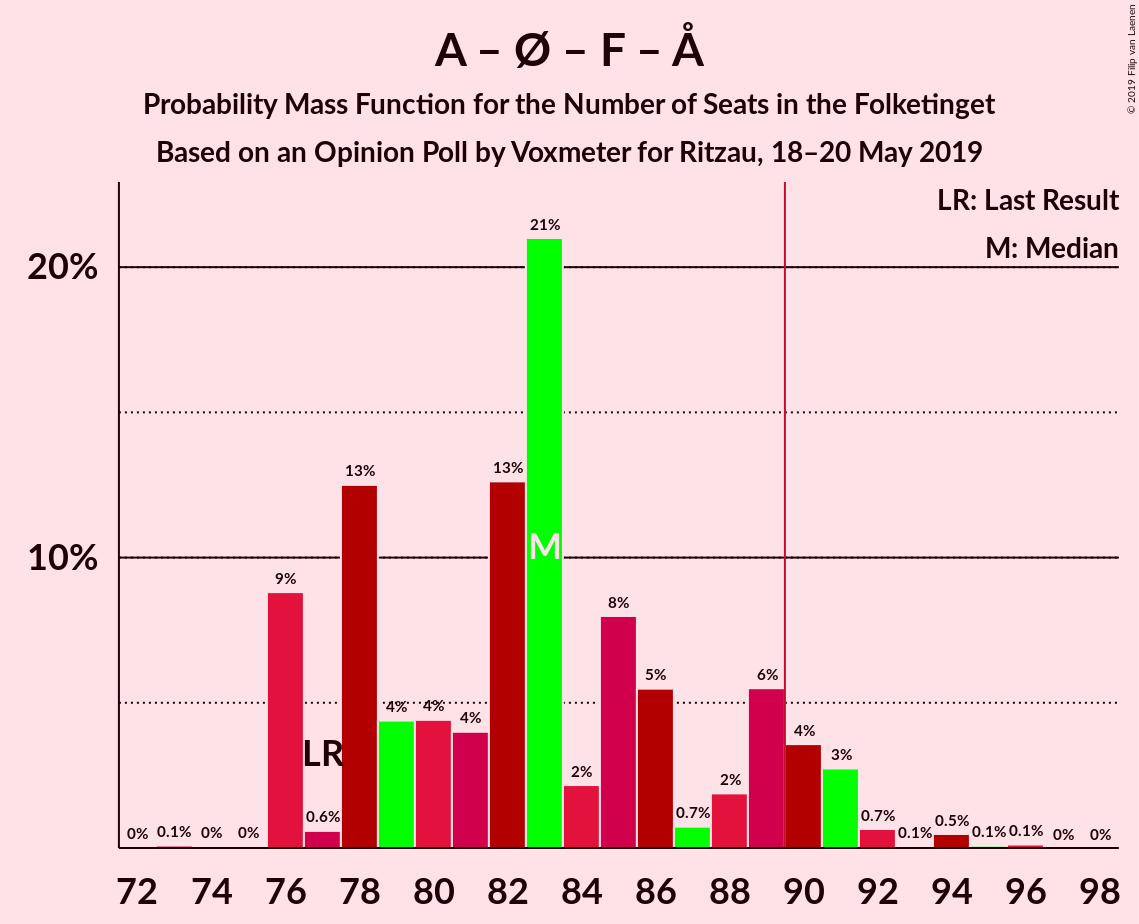 A – Ø – F – Å
Probability Mass Function for the Number of Seats in the Folketinget
Based on an Opinion Poll by Voxmeter for Ritzau, 18–20 May 2019
© 2019 Filip van Laenen
LR: Last Result
M: Median
20%
10%
0% 0.1% 0% 0% 9% 0.6% 13% 4% 4% 4% 13% 21% 2% 8% 5% 0.7% 2% 6% 4% 3% 0.7% 0.1% 0.5% 0.1% 0.1% 0% 0%
LR
M
72 74 76 78 80 82 84 86 88 90 92 94 96 98